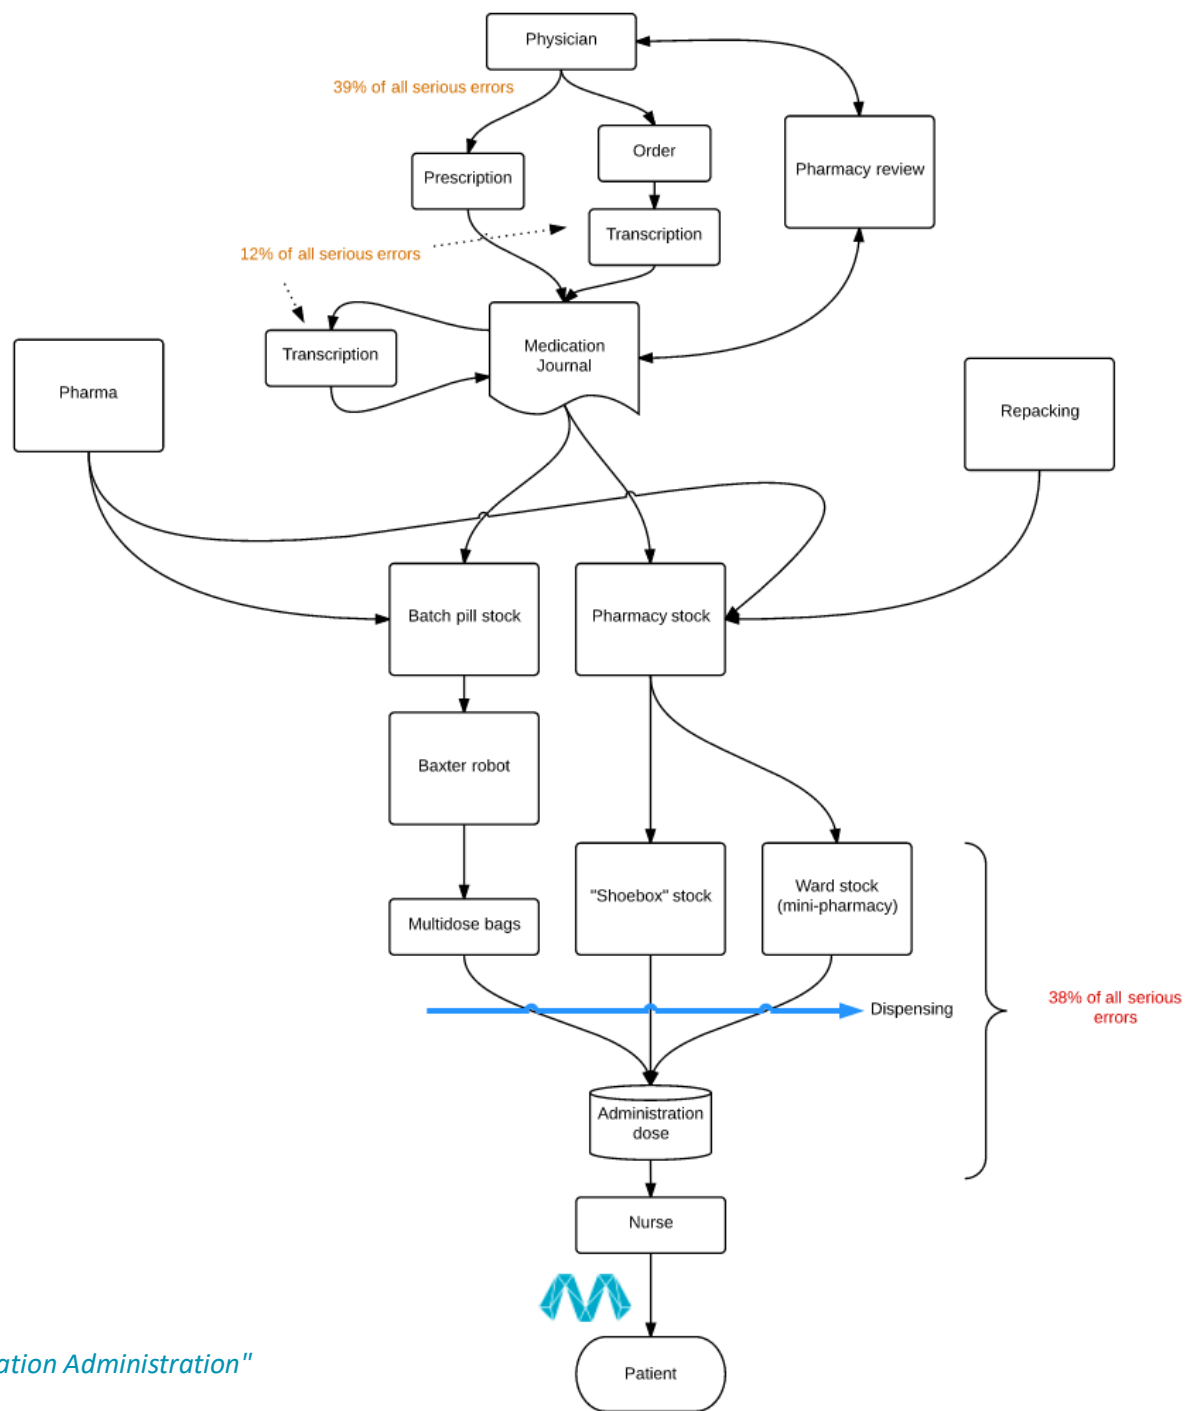 Physician
39% of all serious errors
Order
Prescription
Pharmacy review
Transcription
12% of all serious errors
Transcription
Medication
Journal
Pharma
Repacking
Batch pill stock
Pharmacy stock
Baxter robot
Multidose bags
"Shoebox" stock
Ward stock
(mini-pharmacy)
Dispensing
38% of all serious
errors
Administration
dose
Nurse
Patient
ation Administration"